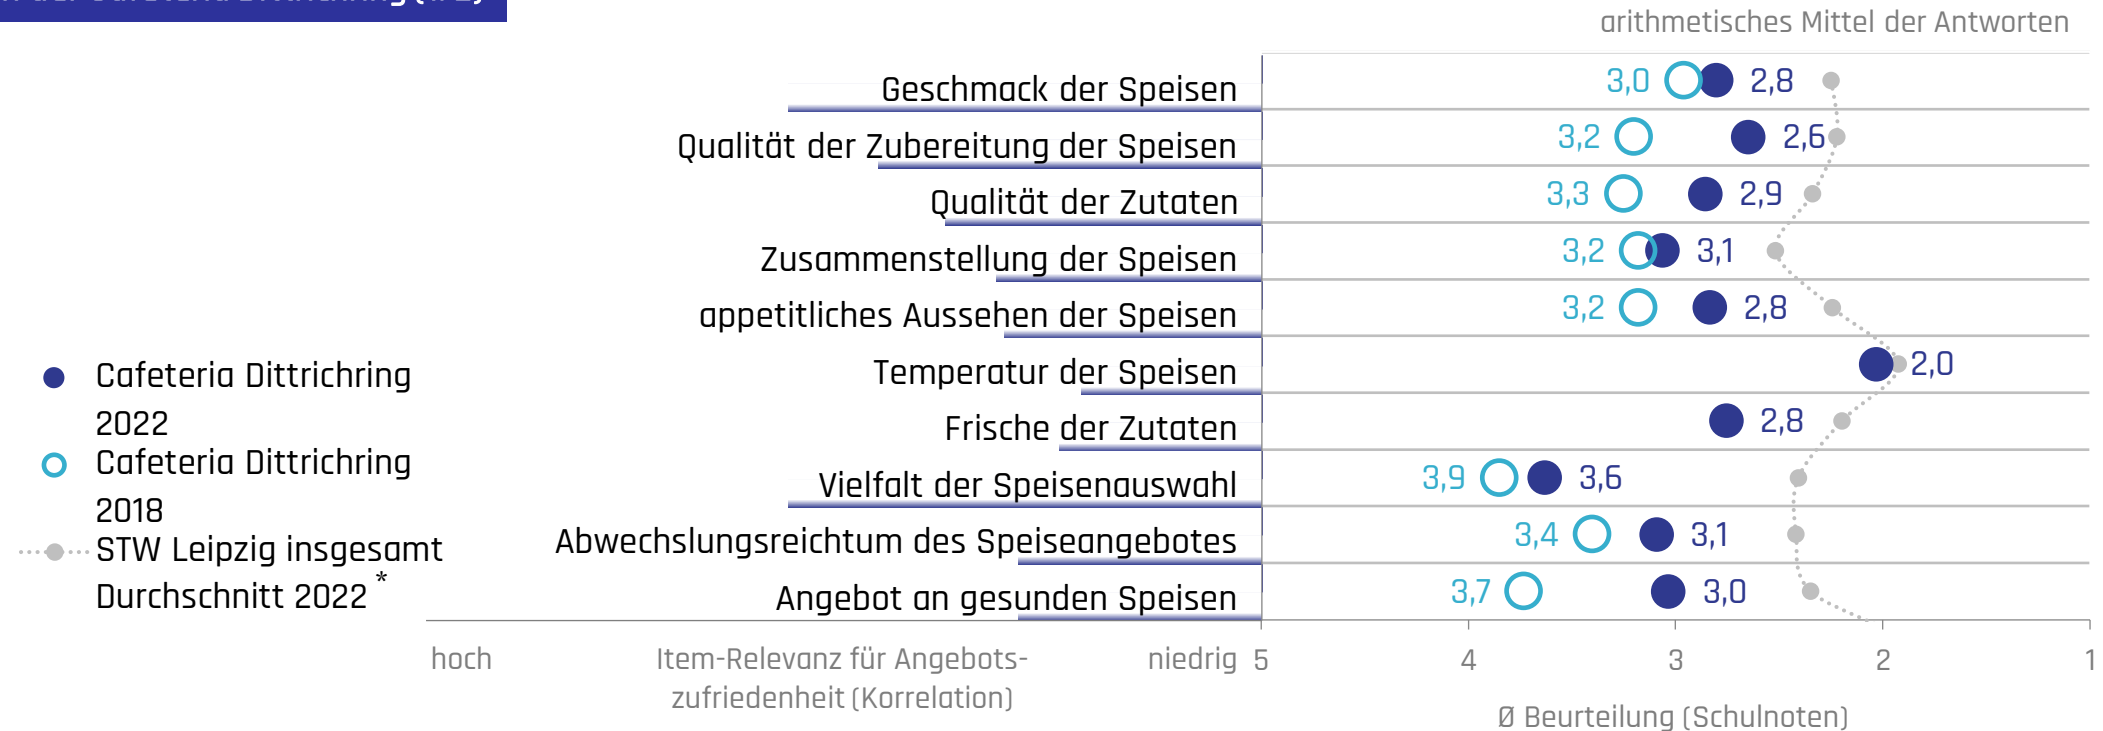 arithmetisches Mittel der Antworten
Geschmack der Speisen 3,0 2,8
Qualität der Zubereitung der Speisen 3,2 2,6
Qualität der Zutaten 3,3 2,9
Zusammenstellung der Speisen 3,2 3,1
appetitliches Aussehen der Speisen 3,2 2,8
Temperatur der Speisen 2,0
Frische der Zutaten 2,8
Vielfalt der Speisenauswahl 3,9 3,6
Abwechslungsreichtum des Speiseangebotes 3,4 3,1
Angebot an gesunden Speisen 3,7 3,0
Cafeteria Dittrichring
2022
Cafeteria Dittrichring
2018
STW Leipzig insgesamt
Durchschnitt 2022 *
hoch Item-Relevanz für Angebots- niedrig
zufriedenheit (Korrelation)
5 4 3 2 1
Ø Beurteilung (Schulnoten)